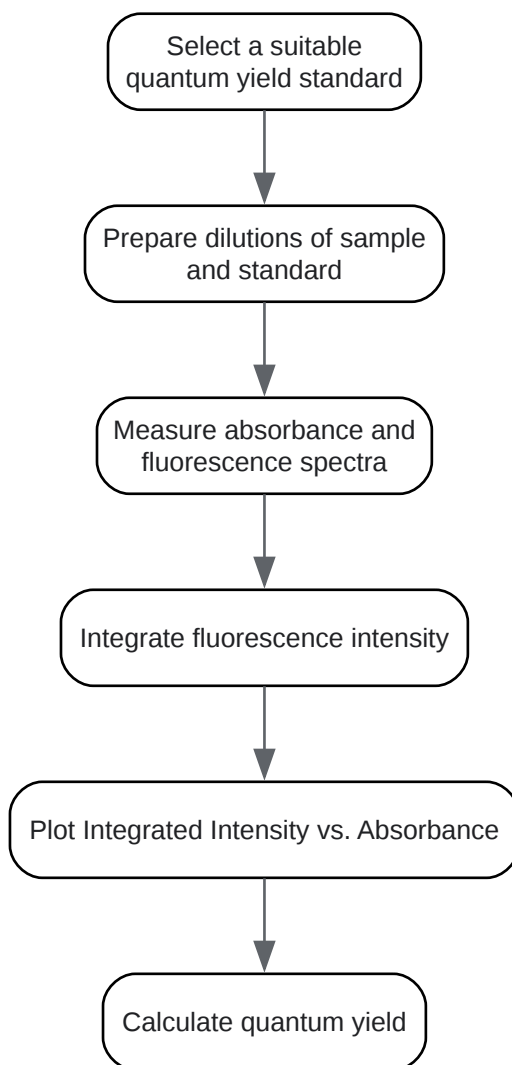 Select a suitable
quantum yield standard
Prepare dilutions of sample
and standard
Measure absorbance and
fluorescence spectra
Integrate fluorescence intensity
Plot Integrated Intensity vs. Absorbance
Calculate quantum yield